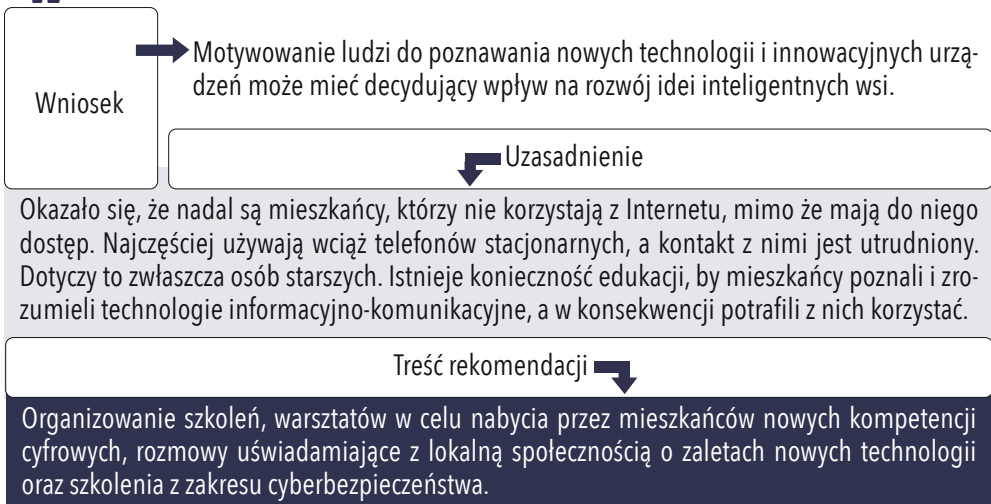 Wniosek
Motywowanie ludzi do poznawania nowych technologii i innowacyjnych urzą-
dzeń może mieć decydujący wpływ na rozwój idei inteligentnych wsi.
Uzasadnienie
Okazało się, że nadal są mieszkańcy, którzy nie korzystają z Internetu, mimo że mają do niego
dostęp. Najczęściej używają wciąż telefonów stacjonarnych, a kontakt z nimi jest utrudniony.
Dotyczy to zwłaszcza osób starszych. Istnieje konieczność edukacji, by mieszkańcy poznali i zro-
zumieli technologie informacyjno-komunikacyjne, a w konsekwencji potrafili z nich korzystać.
Treść rekomendacji
Organizowanie szkoleń, warsztatów w celu nabycia przez mieszkańców nowych kompetencji
cyfrowych, rozmowy uświadamiające z lokalną społecznością o zaletach nowych technologii
oraz szkolenia z zakresu cyberbezpieczeństwa.